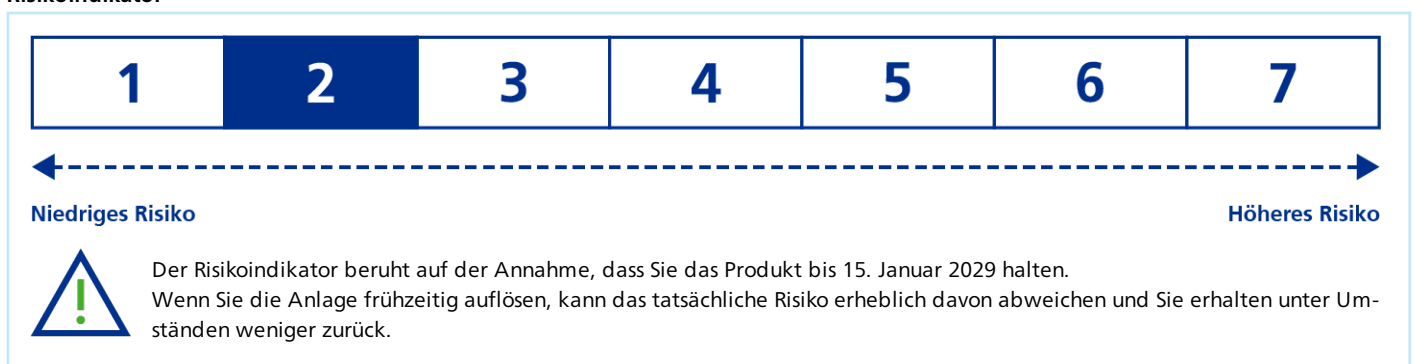 Risikoindikator
1 2 3 4 5 6 7
Niedriges Risiko Höheres Risiko
Der Risikoindikator beruht auf der Annahme, dass Sie das Produkt bis 15. Januar 2029 halten.
Wenn Sie die Anlage frühzeitig auflösen, kann das tatsächliche Risiko erheblich davon abweichen und Sie erhalten unter Um-
ständen weniger zurück.